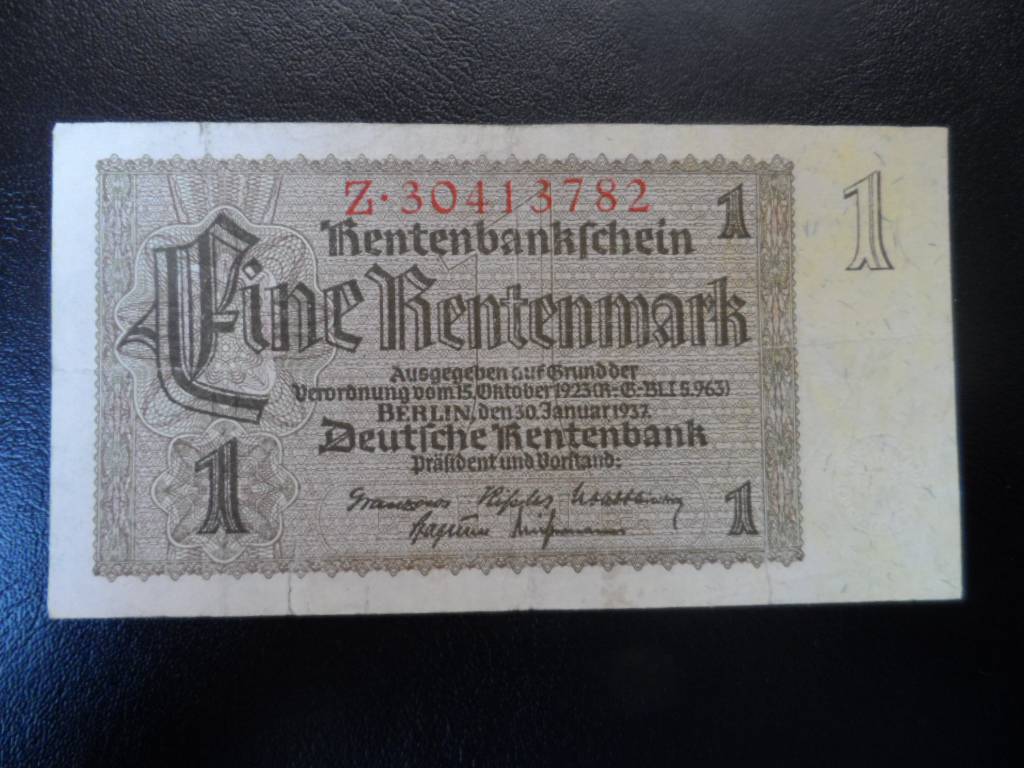 Z·30413782
Rentenbankschein 1
1
Eine Rentenmark
Ausgegeben auf Grund der
Verordnung vom 15. Oktober 1923 (R-G-Bl I S. 963)
BERLIN, den 30. Januar 1937
Deutsche Rentenbank
Präsident und Vorstand:
1
1